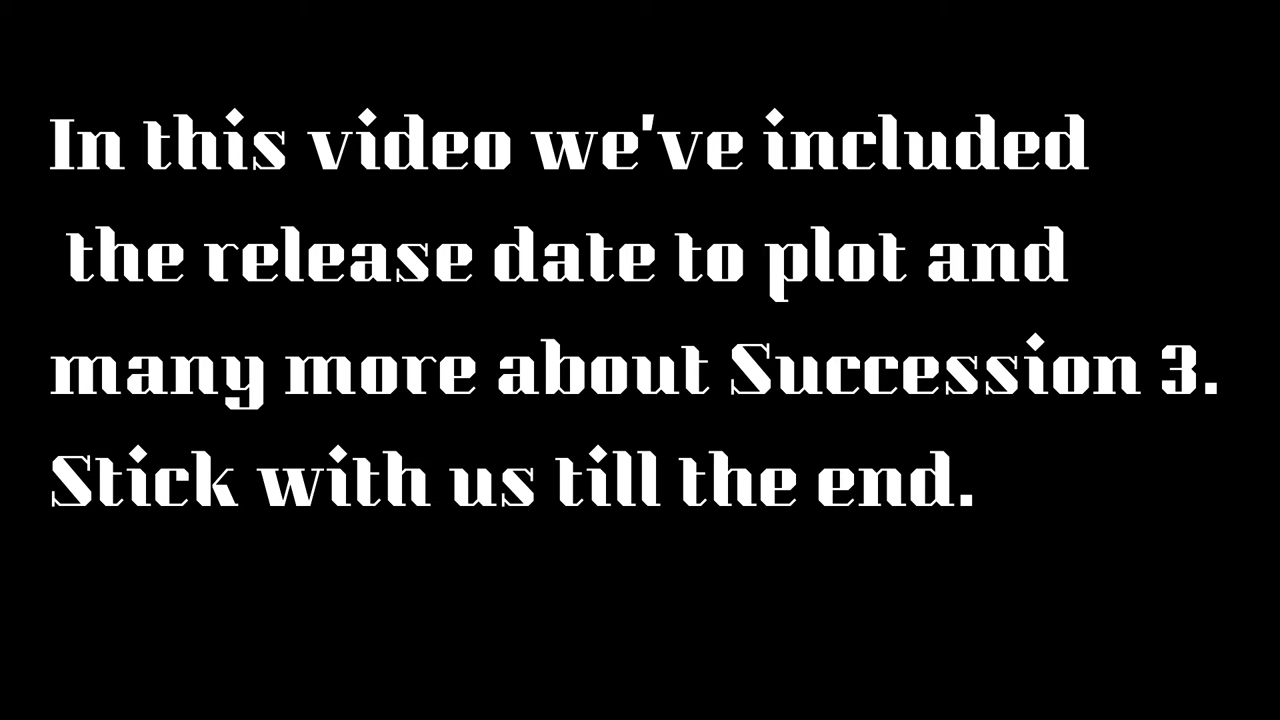 In this video we've included
the release date to plot and
many more about Succession 3.
Stick with us till the end.